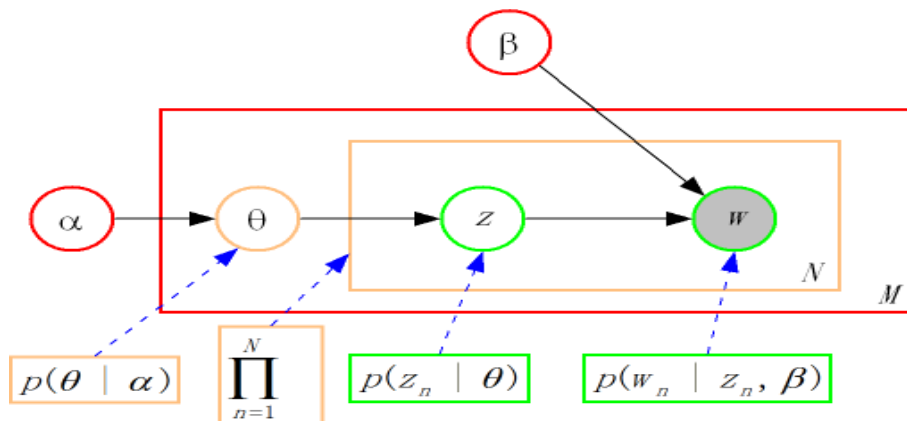 β
α
θ
z
w
N
M
p(θ | α)
N
∏
n=1
p(z_n | θ)
p(w_n | z_n, β)